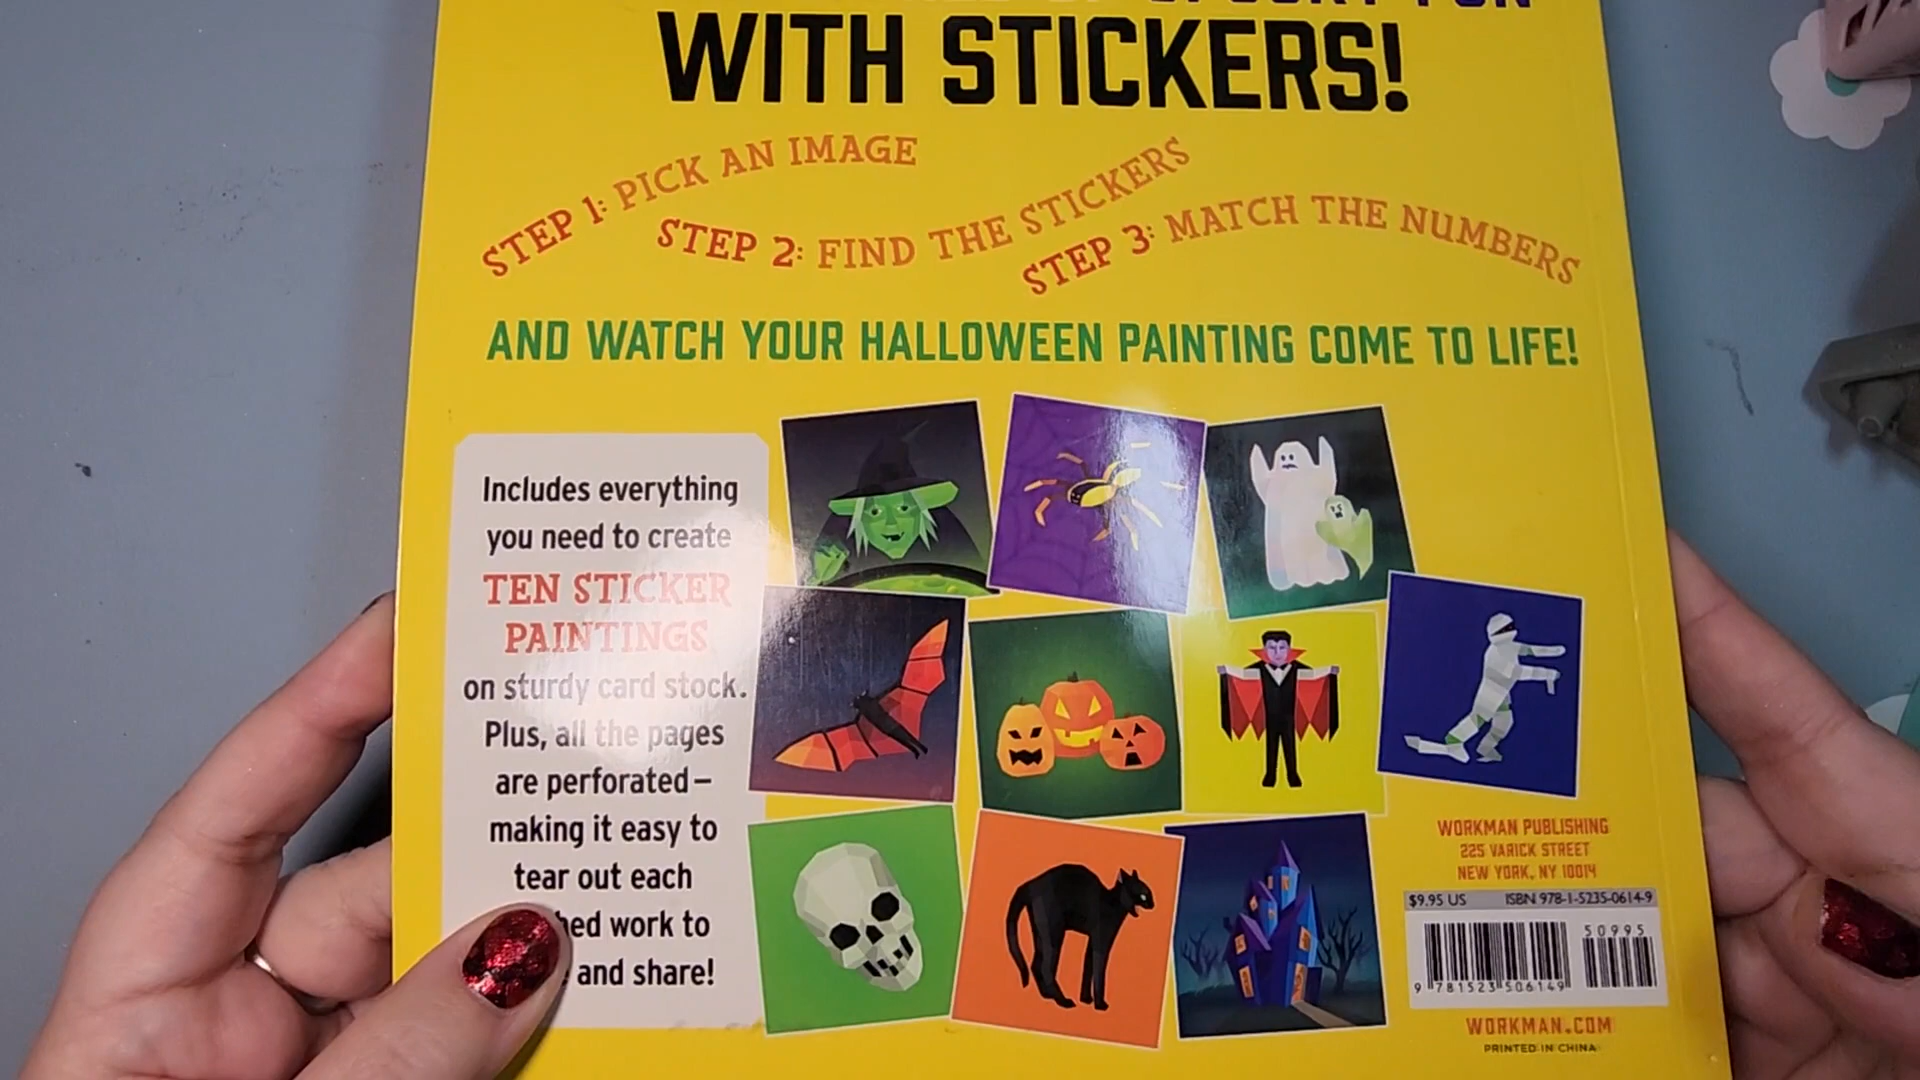 WITH STICKERS!
STEP 1: PICK AN IMAGE
STEP 2: FIND THE STICKERS
STEP 3: MATCH THE NUMBERS
AND WATCH YOUR HALLOWEEN PAINTING COME TO LIFE!
Includes everything
you need to create
TEN STICKER
PAINTINGS
on sturdy card stock.
Plus, all the pages
are perforated–
making it easy to
tear out each
hed work to
and share!
WORKMAN PUBLISHING
225 VARICK STREET
NEW YORK, NY 10014
$9.95 US ISBN 978-1-5235-0614-9
50995
9 781523 506149
WORKMAN.COM
PRINTED IN CHINA